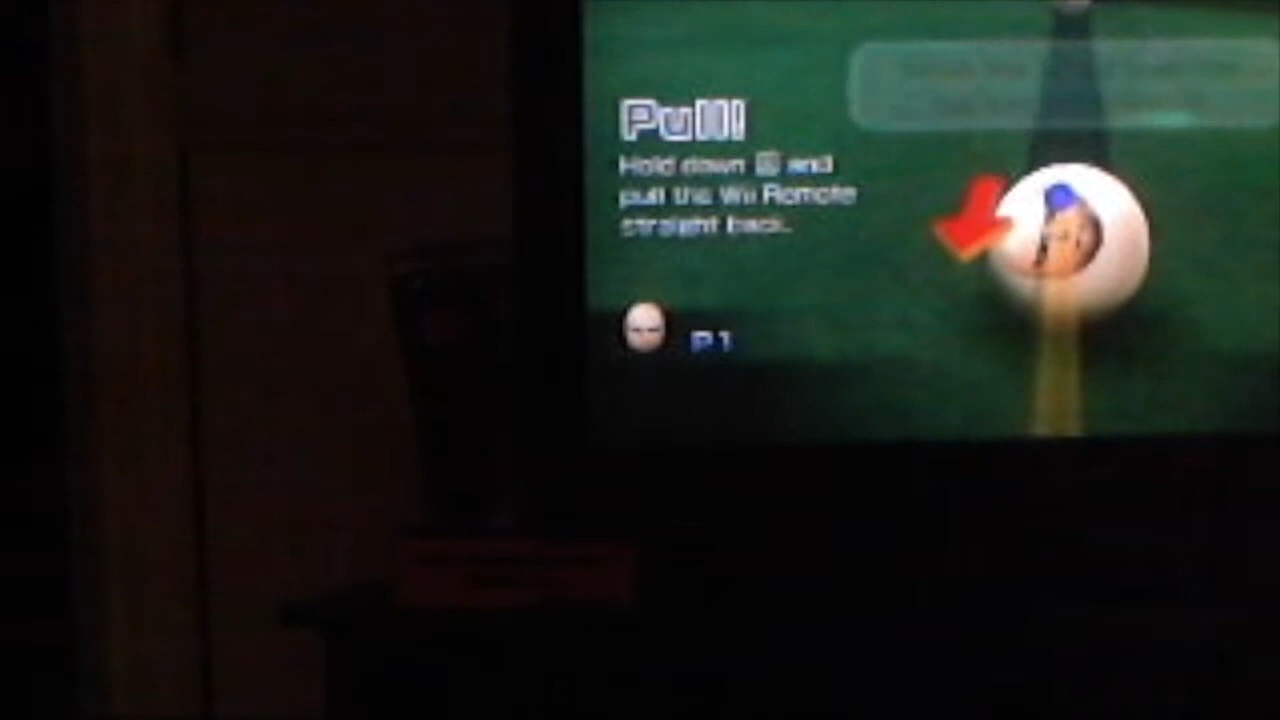 Pull!
Hold down B and
pull the Wii Remote
straight back.
P1